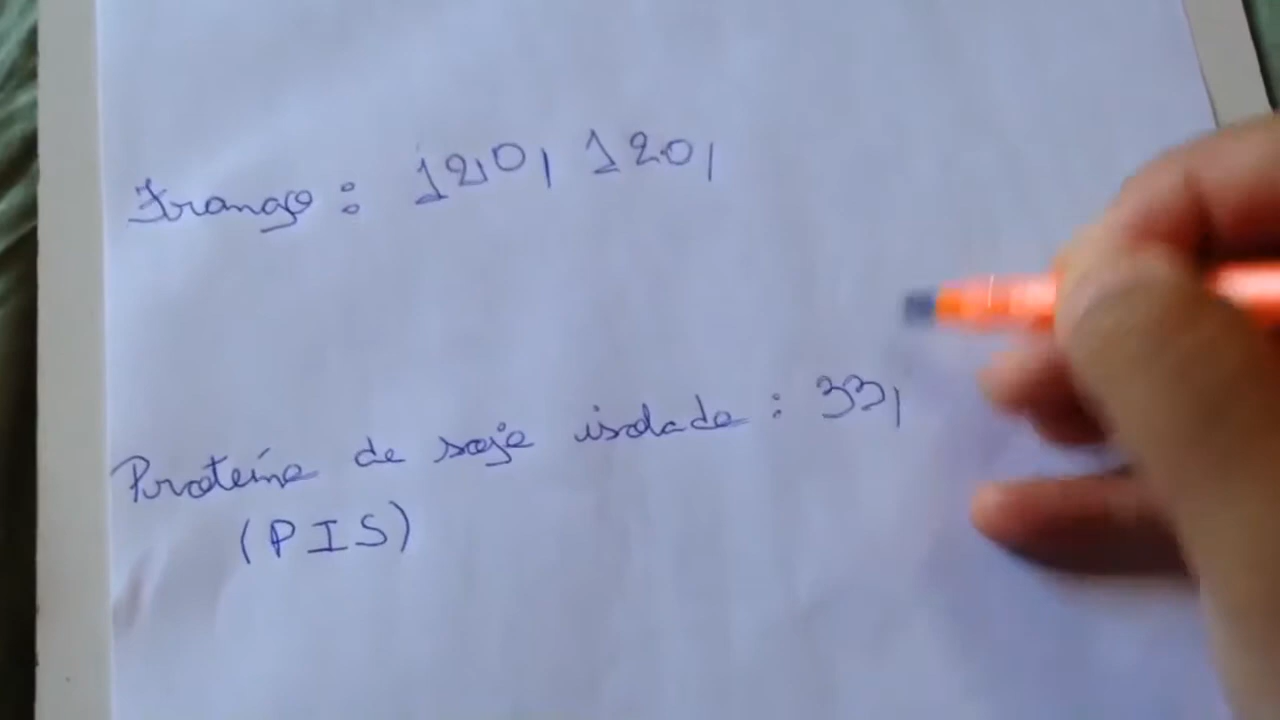 Frango: 120, 120,
Proteína de soja isolada: 33,
(PIS)